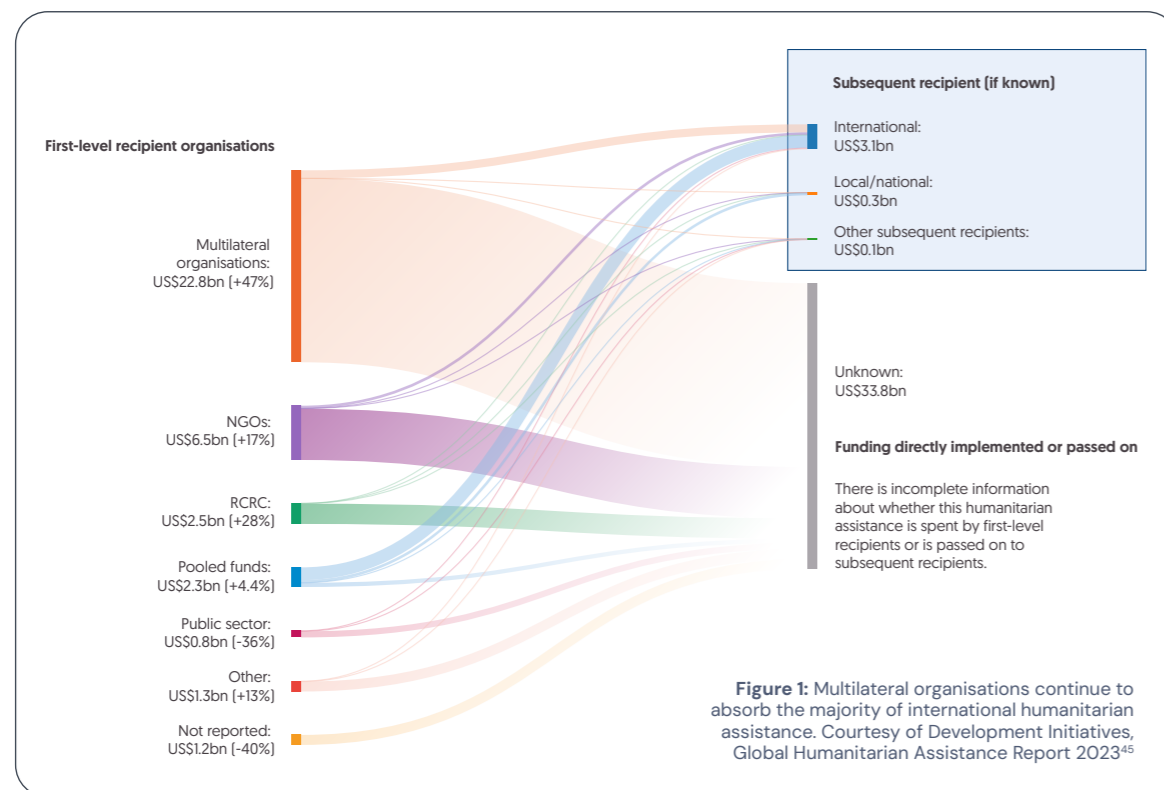 First-level recipient organisations
Multilateral
organisations:
US$22.8bn (+47%)
NGOs:
US$6.5bn (+17%)
RCRC:
US$2.5bn (+28%)
Pooled funds:
US$2.3bn (+4.4%)
Public sector:
US$0.8bn (-36%)
Other:
US$1.3bn (+13%)
Not reported:
US$1.2bn (-40%)
Subsequent recipient (if known)
International:
US$3.1bn
Local/national:
US$0.3bn
Other subsequent recipients:
US$0.1bn
Unknown:
US$33.8bn
Funding directly implemented or passed on
There is incomplete information
about whether this humanitarian
assistance is spent by first-level
recipients or is passed on to
subsequent recipients.
Figure 1: Multilateral organisations continue to
absorb the majority of international humanitarian
assistance. Courtesy of Development Initiatives,
Global Humanitarian Assistance Report 2023⁴⁵